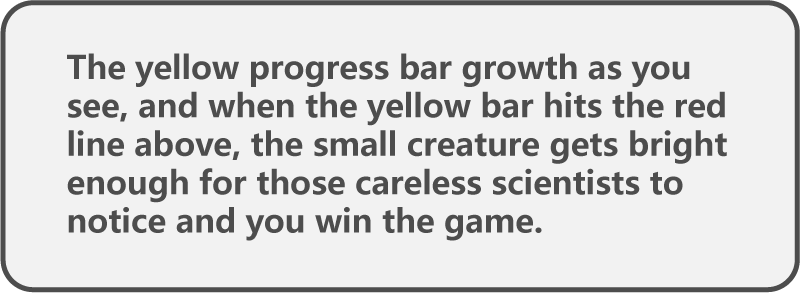 The yellow progress bar growth as you
see, and when the yellow bar hits the red
line above, the small creature gets bright
enough for those careless scientists to
notice and you win the game.